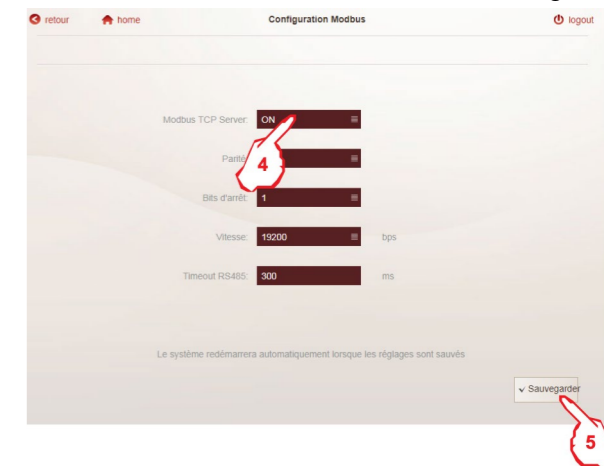 retour home Configuration Modbus logout
Modbus TCP Server: ON
Parité
4
Bits d'arrêt: 1
Vitesse: 19200 bps
Timeout RS485: 300 ms
Le système redémarrera automatiquement lorsque les réglages sont sauvés
Sauvegarder
5